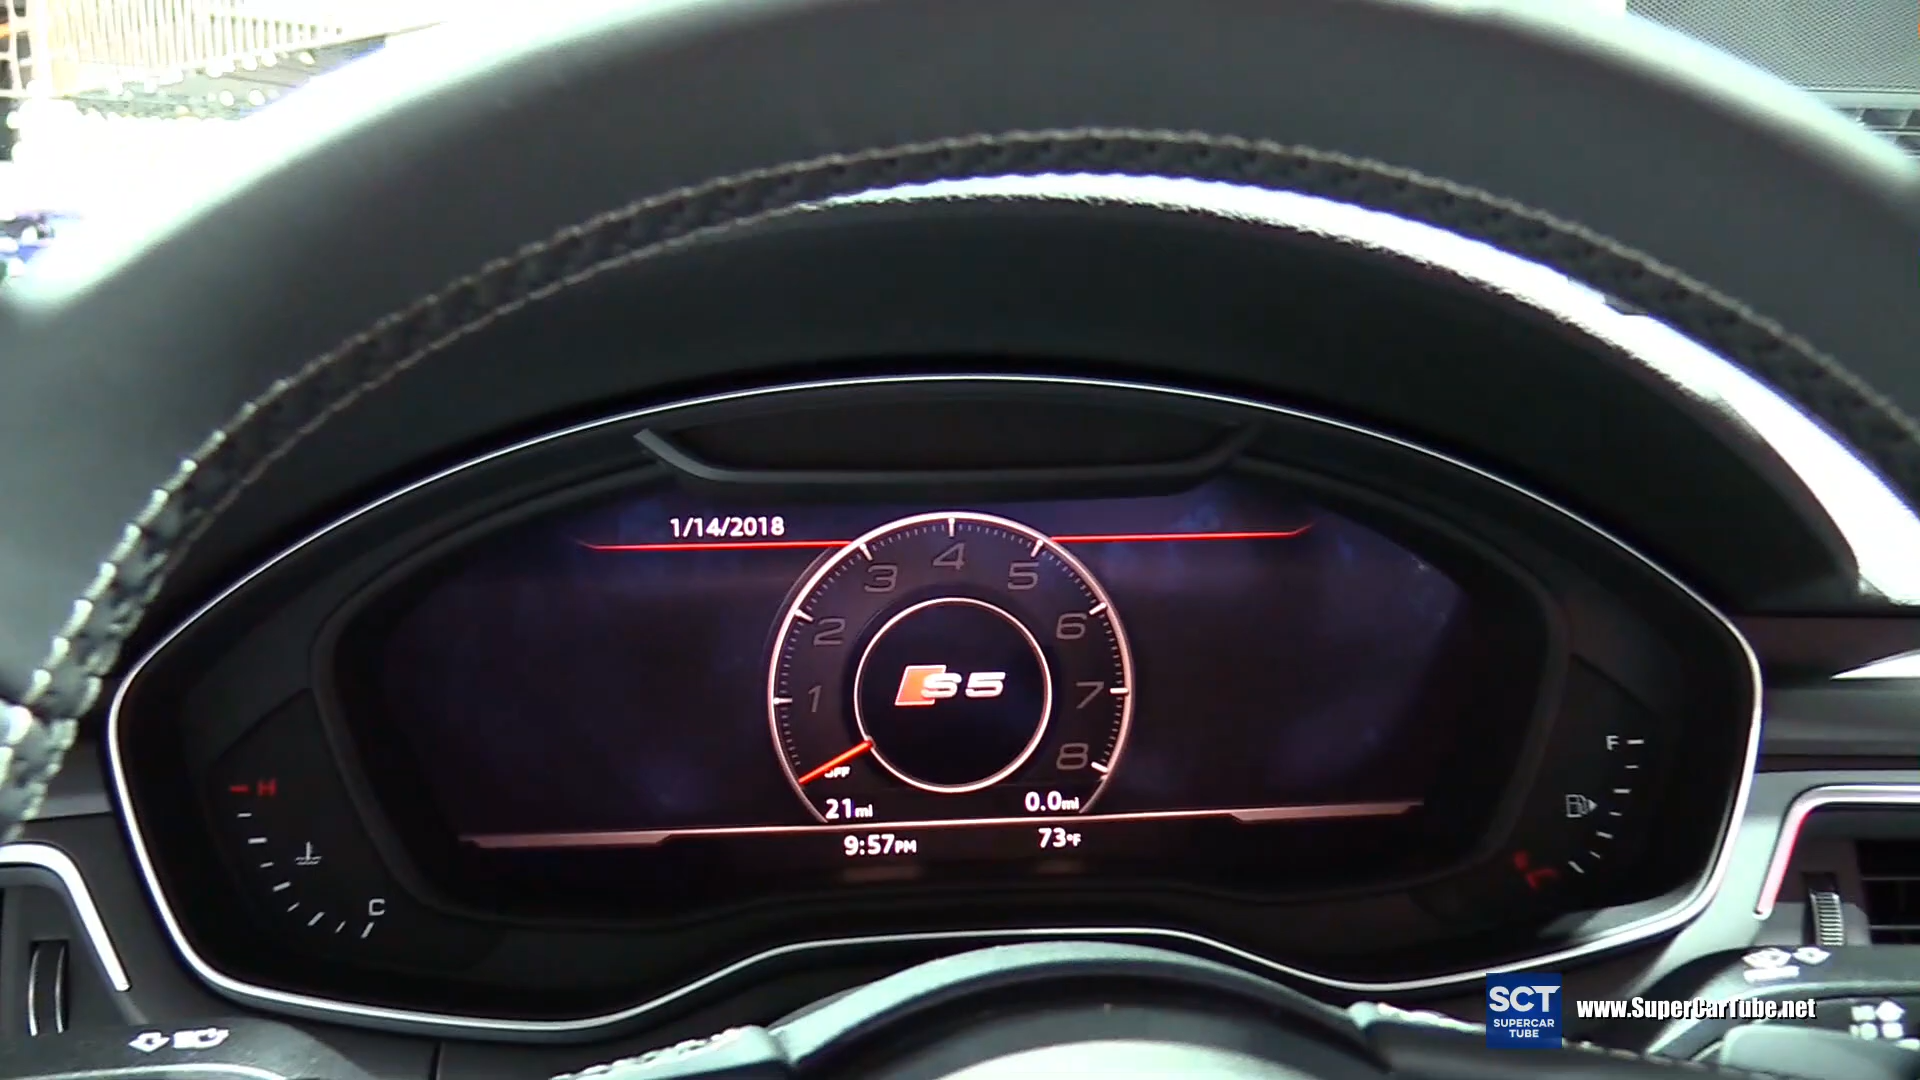 1/14/2018
4
3
5
2
6
1
7
S5
8
OFF
21mi
0.0mi
9:57PM
73°F
H
C
F
SCT
SUPERCAR
TUBE
www.SuperCarTube.net